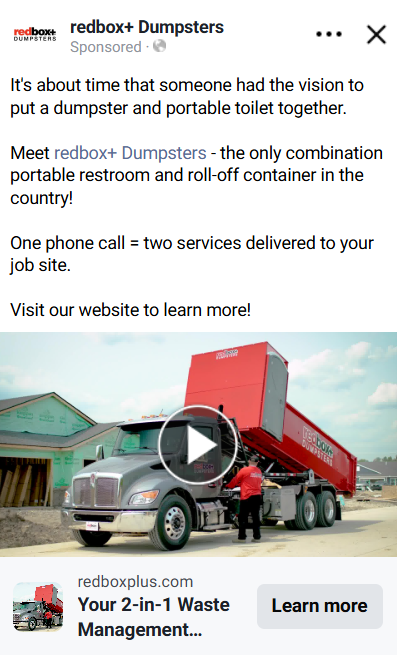 redbox+
DUMPSTERS
redbox+ Dumpsters
Sponsored ·
It's about time that someone had the vision to
put a dumpster and portable toilet together.
Meet redbox+ Dumpsters - the only combination
portable restroom and roll-off container in the
country!
One phone call = two services delivered to your
job site.
Visit our website to learn more!
redbox+
DUMPSTERS
redboxplus.com
Your 2-in-1 Waste
Management...
Learn more